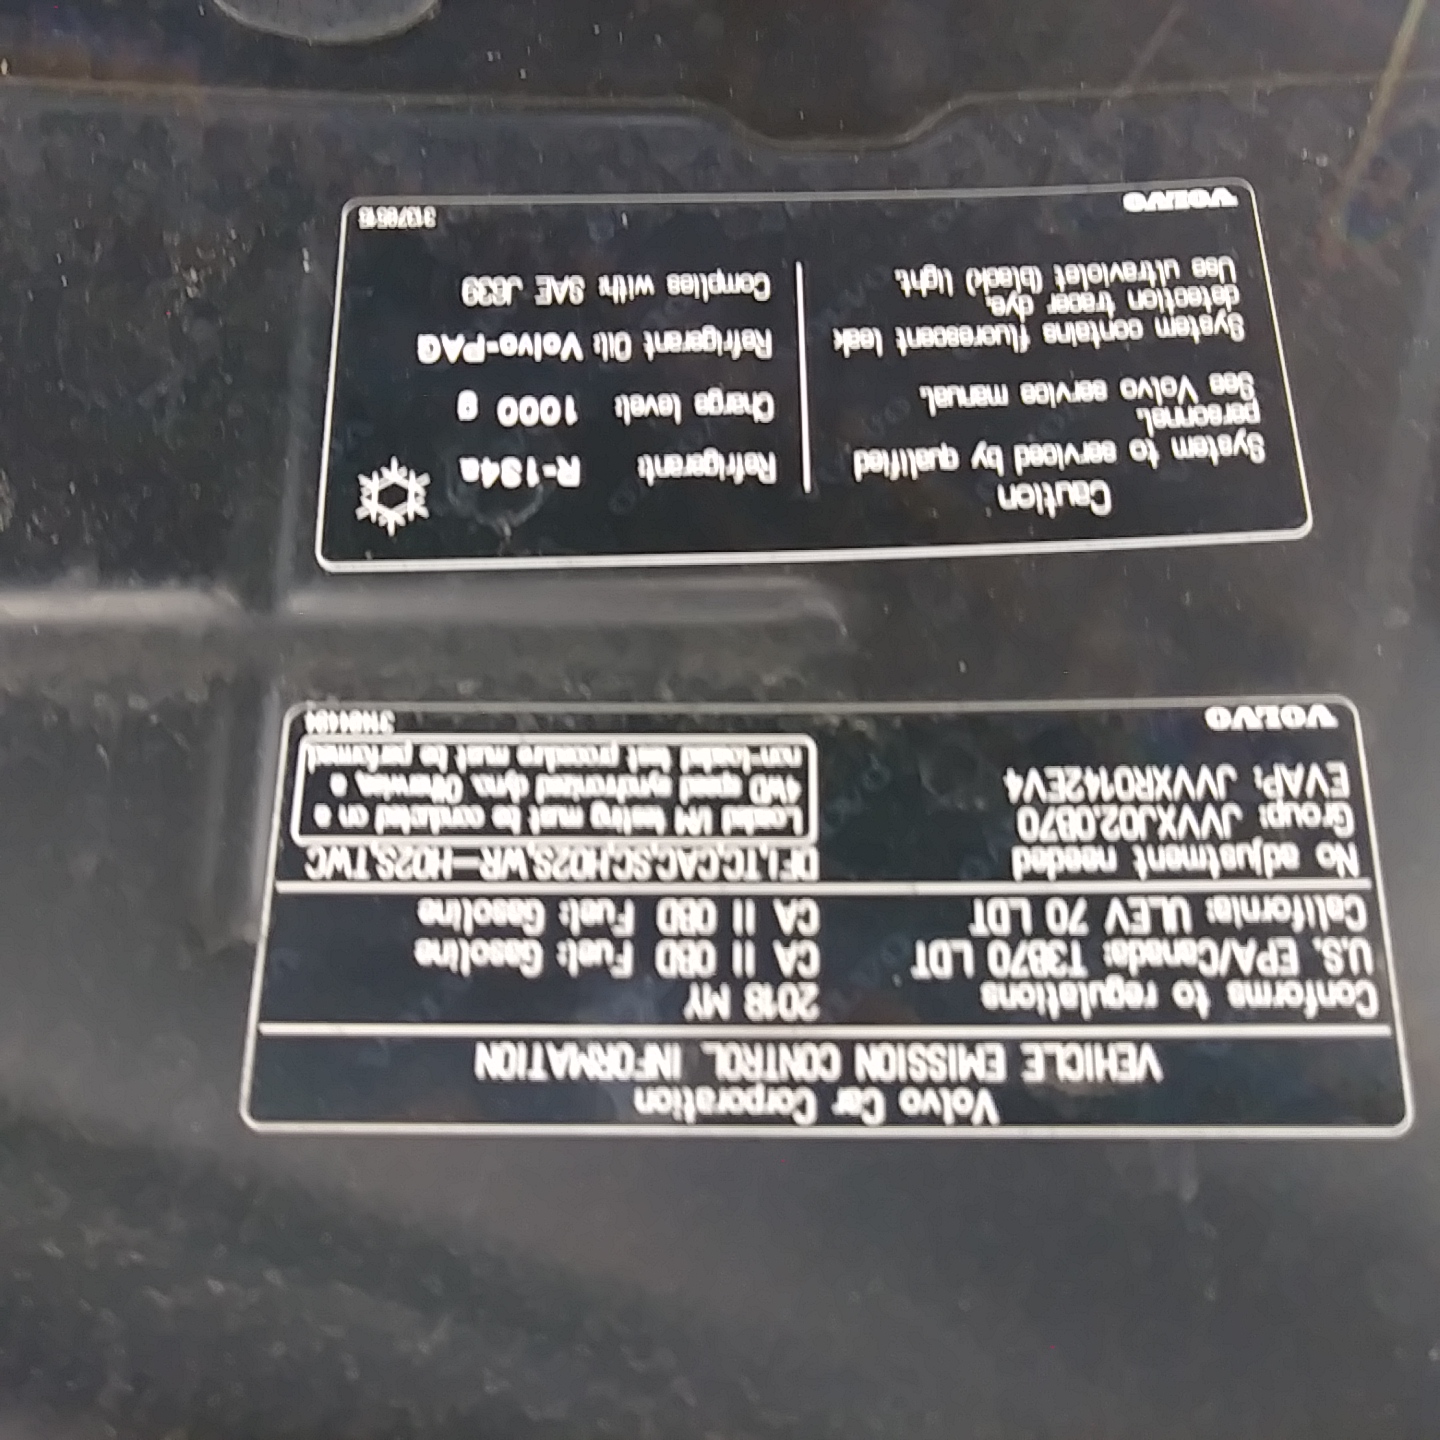 Volvo Car Corporation
VEHICLE EMISSION CONTROL INFORMATION
Conforms to regulations 2018 MY
U.S. EPA/Canada: T3B70 LDT CA II OBD Fuel: Gasoline
California: ULEV 70 LDT CA II OBD Fuel: Gasoline
No adjustment needed
Group: JVVXJ02.0B70
EVAP: JVVXR0142EV4
DFI,TC,CAC,SC,HO2S,WR-HO2S,TWC
Loaded I/M testing must be conducted on a
4WD speed synchronized dyno. Otherwise, a
non-loaded test procedure must be performed
VOLVO
Caution
System to serviced by qualified
personnel.
See Volvo service manual.
System contains fluorescent leak
detection tracer dye.
Use ultraviolet (black) light.
Refrigerant: R-134a
Charge level: 1000 g
Refrigerant Oil: Volvo-PAG
Complies with: SAE J639
VOLVO